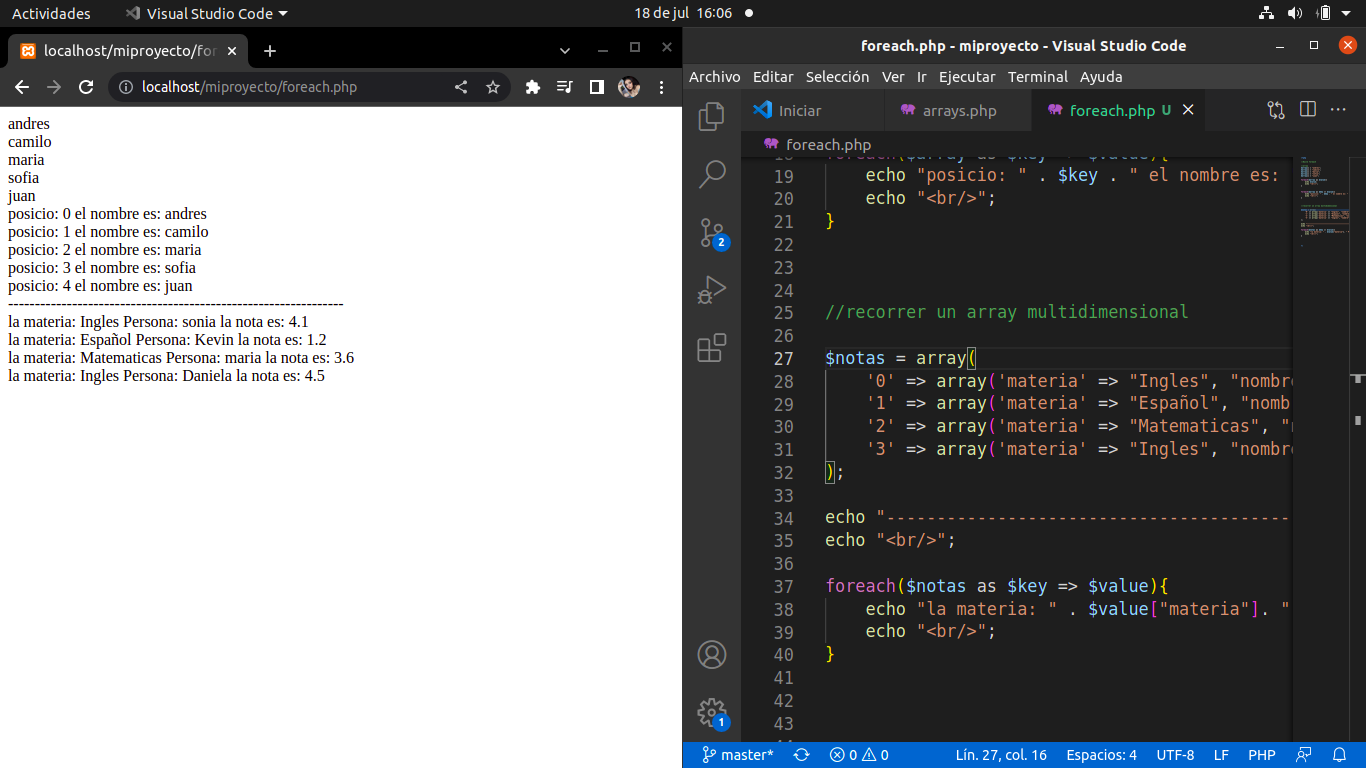 Actividades
Visual Studio Code
18 de jul 16:06
localhost/miproyecto/for
localhost/miproyecto/foreach.php
andres
camilo
maria
sofia
juan
posicio: 0 el nombre es: andres
posicio: 1 el nombre es: camilo
posicio: 2 el nombre es: maria
posicio: 3 el nombre es: sofia
posicio: 4 el nombre es: juan
---------------------------------------------------------------
la materia: Ingles Persona: sonia la nota es: 4.1
la materia: Español Persona: Kevin la nota es: 1.2
la materia: Matematicas Persona: maria la nota es: 3.6
la materia: Ingles Persona: Daniela la nota es: 4.5
foreach.php - miproyecto - Visual Studio Code
Archivo Editar Selección Ver Ir Ejecutar Terminal Ayuda
Iniciar
arrays.php
foreach.php U
foreach.php
18 foreach($array as $key => $value){
19 echo "posicio: " . $key . " el nombre es:
20 echo "<br/>";
21 }
22
23
24
25 //recorrer un array multidimensional
26
27 $notas = array(
28 '0' => array('materia' => "Ingles", "nombre
29 '1' => array('materia' => "Español", "nomb
30 '2' => array('materia' => "Matematicas", "n
31 '3' => array('materia' => "Ingles", "nombre
32 );
33
34 echo "----------------------------------------
35 echo "<br/>";
36
37 foreach($notas as $key => $value){
38 echo "la materia: " . $value["materia"]. "
39 echo "<br/>";
40 }
41
42
43
2
1
master*
0
0
Lín. 27, col. 16
Espacios: 4
UTF-8
LF
PHP